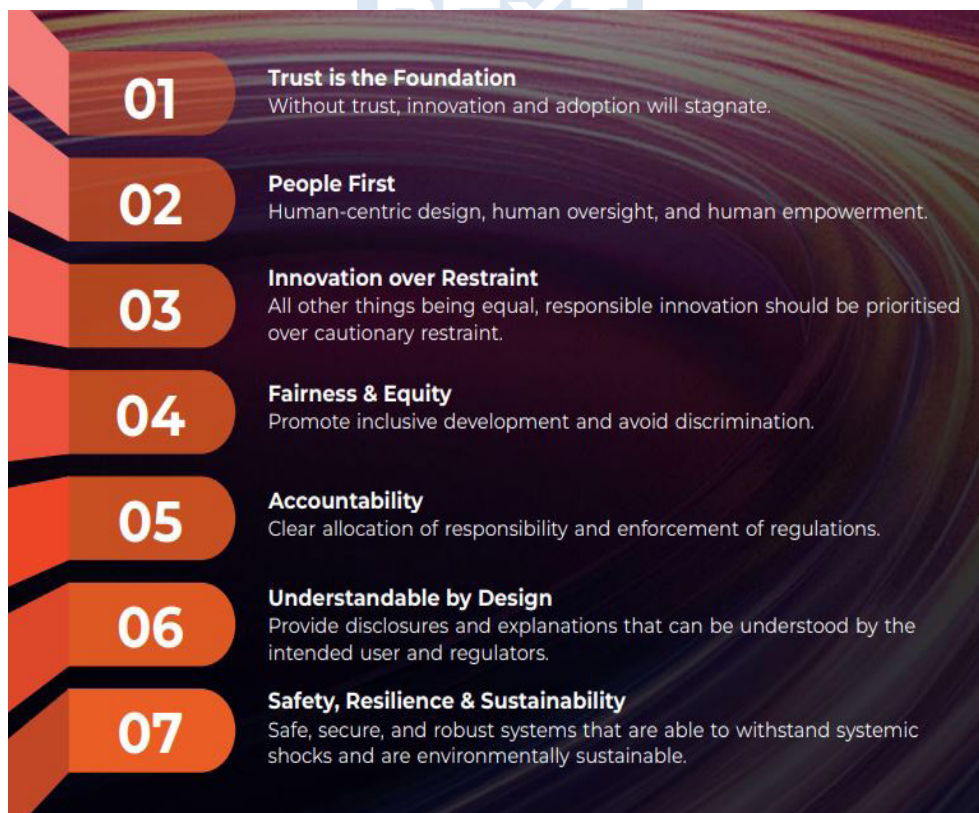 01
Trust is the Foundation
Without trust, innovation and adoption will stagnate.
02
People First
Human-centric design, human oversight, and human empowerment.
03
Innovation over Restraint
All other things being equal, responsible innovation should be prioritised
over cautionary restraint.
04
Fairness & Equity
Promote inclusive development and avoid discrimination.
05
Accountability
Clear allocation of responsibility and enforcement of regulations.
06
Understandable by Design
Provide disclosures and explanations that can be understood by the
intended user and regulators.
07
Safety, Resilience & Sustainability
Safe, secure, and robust systems that are able to withstand systemic
shocks and are environmentally sustainable.